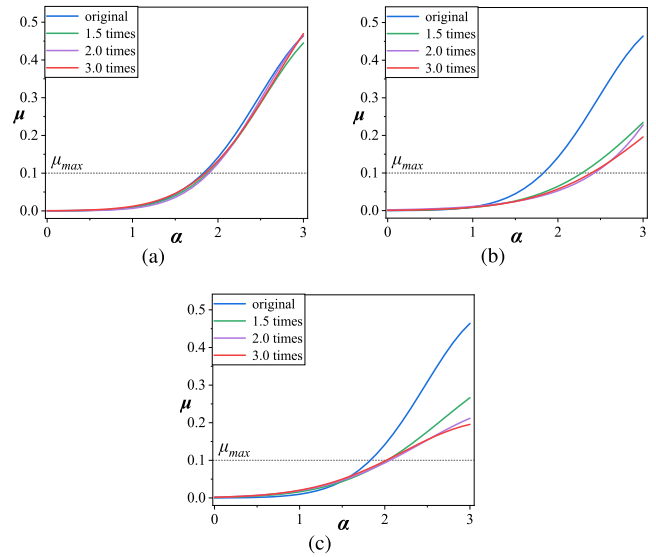 original
1.5 times
2.0 times
3.0 times
0.5
0.4
0.3
0.2
0.1
0.0
μ
μmax
0
1
2
3
α
(a)
original
1.5 times
2.0 times
3.0 times
0.5
0.4
0.3
0.2
0.1
0.0
μ
μmax
0
1
2
3
α
(b)
original
1.5 times
2.0 times
3.0 times
0.5
0.4
0.3
0.2
0.1
0.0
μ
μmax
0
1
2
3
α
(c)